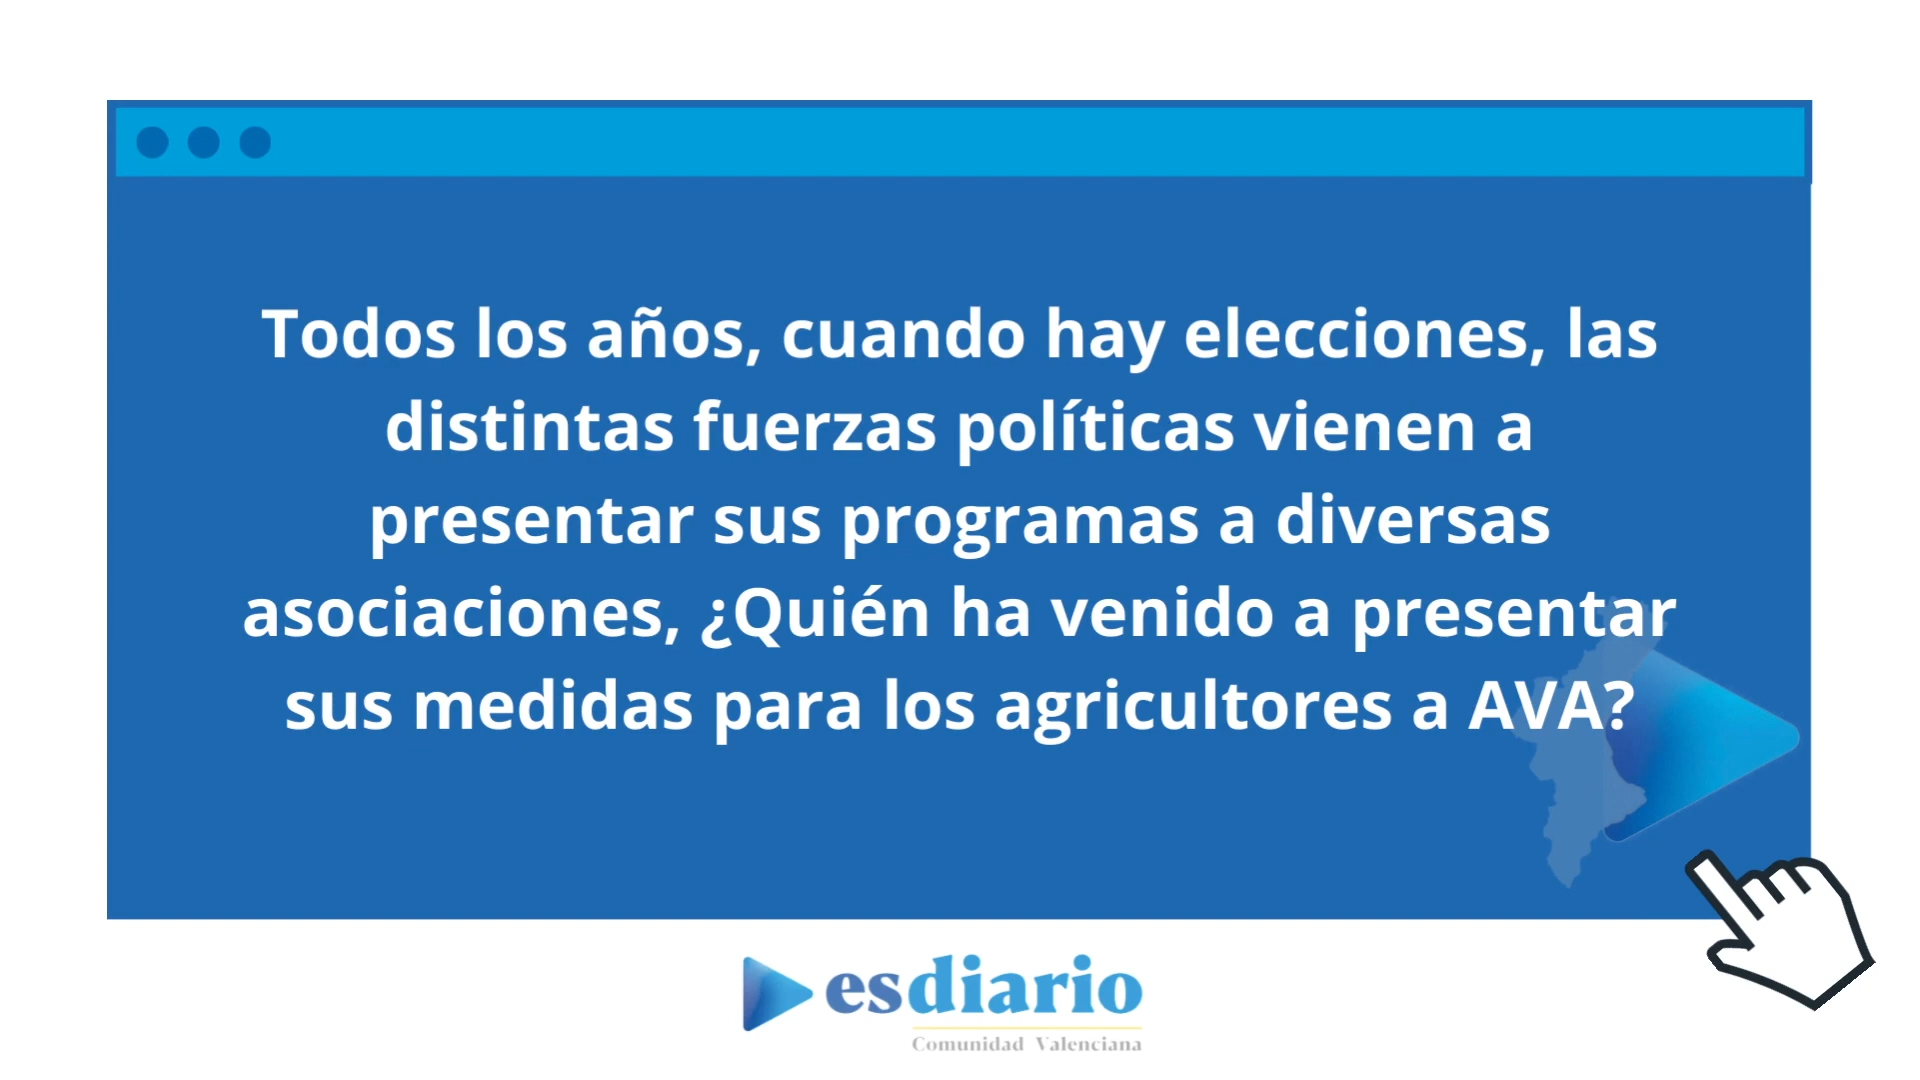 Todos los años, cuando hay elecciones, las
distintas fuerzas políticas vienen a
presentar sus programas a diversas
asociaciones, ¿Quién ha venido a presentar
sus medidas para los agricultores a AVA?
esdiario
Comunidad Valenciana